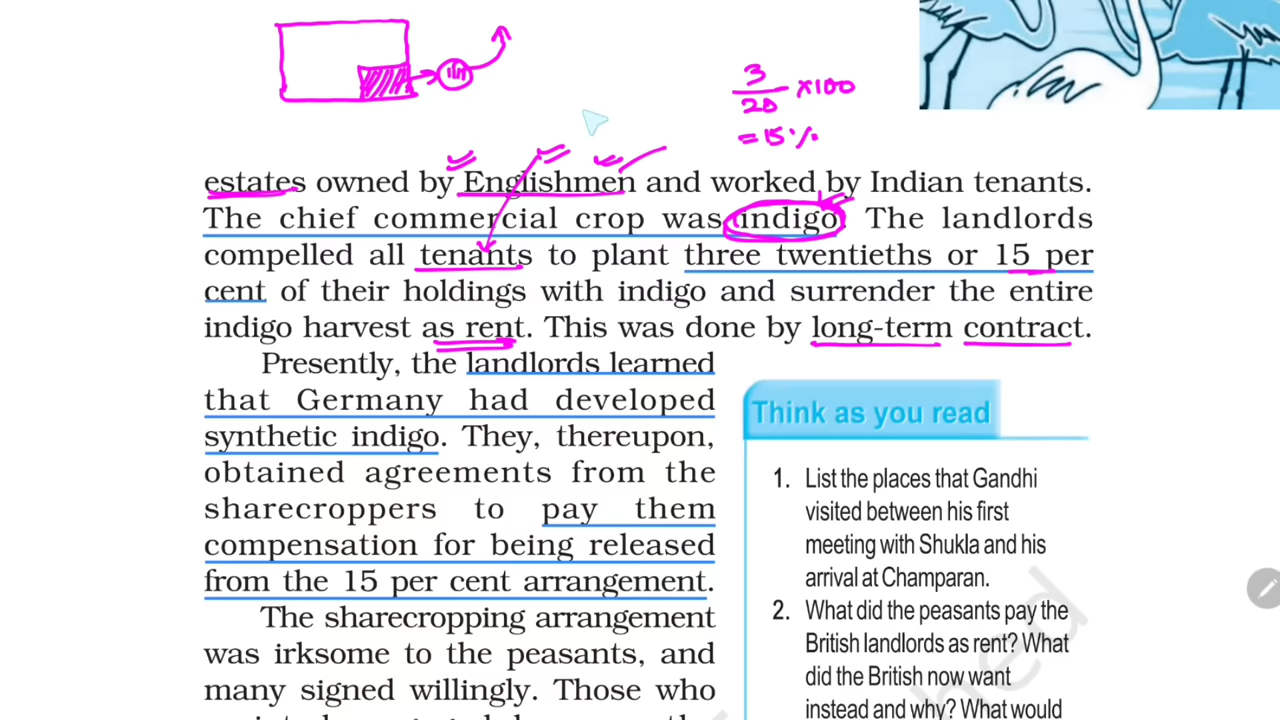 3
20
×100
=15%
estates owned by Englishmen and worked by Indian tenants.
The chief commercial crop was indigo. The landlords
compelled all tenants to plant three twentieths or 15 per
cent of their holdings with indigo and surrender the entire
indigo harvest as rent. This was done by long-term contract.
Presently, the landlords learned
that Germany had developed
synthetic indigo. They, thereupon,
obtained agreements from the
sharecroppers to pay them
compensation for being released
from the 15 per cent arrangement.
The sharecropping arrangement
was irksome to the peasants, and
many signed willingly. Those who
Think as you read
1. List the places that Gandhi
visited between his first
meeting with Shukla and his
arrival at Champaran.
2. What did the peasants pay the
British landlords as rent? What
did the British now want
instead and why? What would